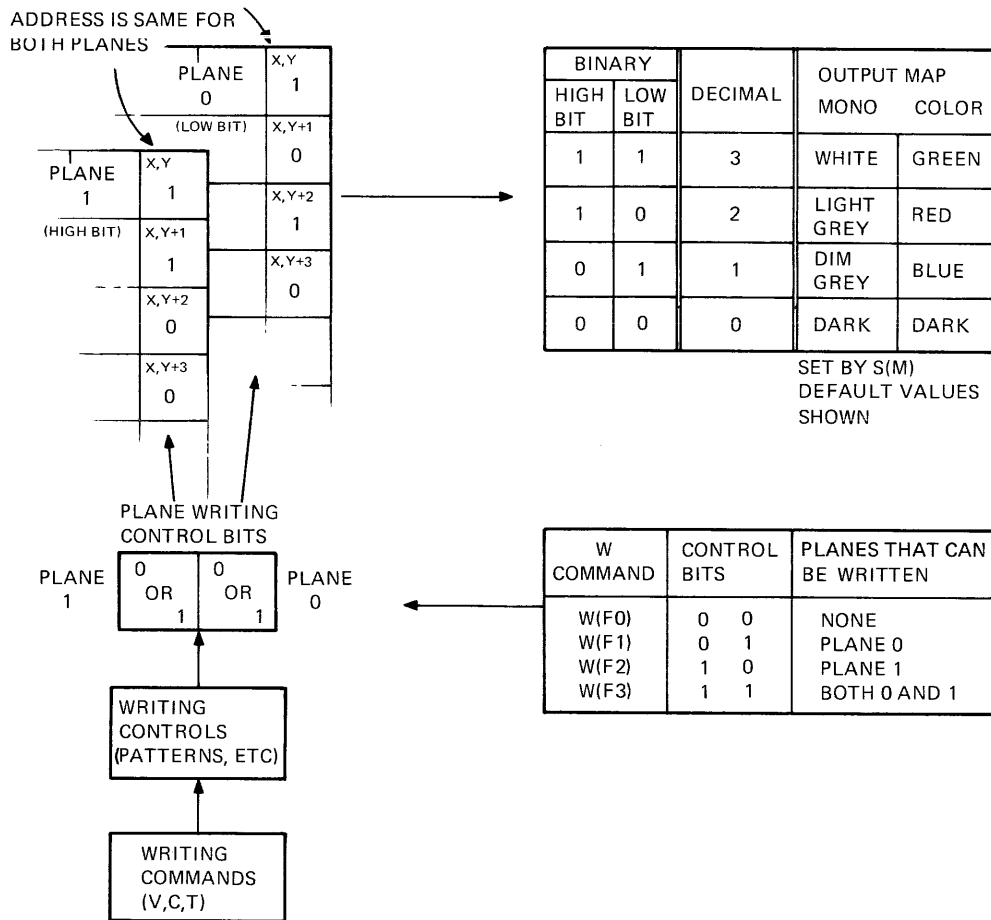 ADDRESS IS SAME FOR
BOTH PLANES
PLANE
0
(LOW BIT)
X,Y
1
X,Y+1
0
X,Y+2
1
X,Y+3
0
PLANE
1
(HIGH BIT)
X,Y
1
X,Y+1
1
X,Y+2
0
X,Y+3
0
BINARY
HIGH BIT
LOW BIT
DECIMAL
OUTPUT MAP
MONO COLOR
1 1 3 WHITE GREEN
1 0 2 LIGHT GREY RED
0 1 1 DIM GREY BLUE
0 0 0 DARK DARK
SET BY S(M)
DEFAULT VALUES
SHOWN
PLANE WRITING
CONTROL BITS
PLANE
1
0
OR
1
0
OR
1
PLANE
0
WRITING
CONTROLS
(PATTERNS, ETC)
WRITING
COMMANDS
(V,C,T)
W COMMAND
CONTROL BITS
PLANES THAT CAN BE WRITTEN
W(F0) 0 0 NONE
W(F1) 0 1 PLANE 0
W(F2) 1 0 PLANE 1
W(F3) 1 1 BOTH 0 AND 1